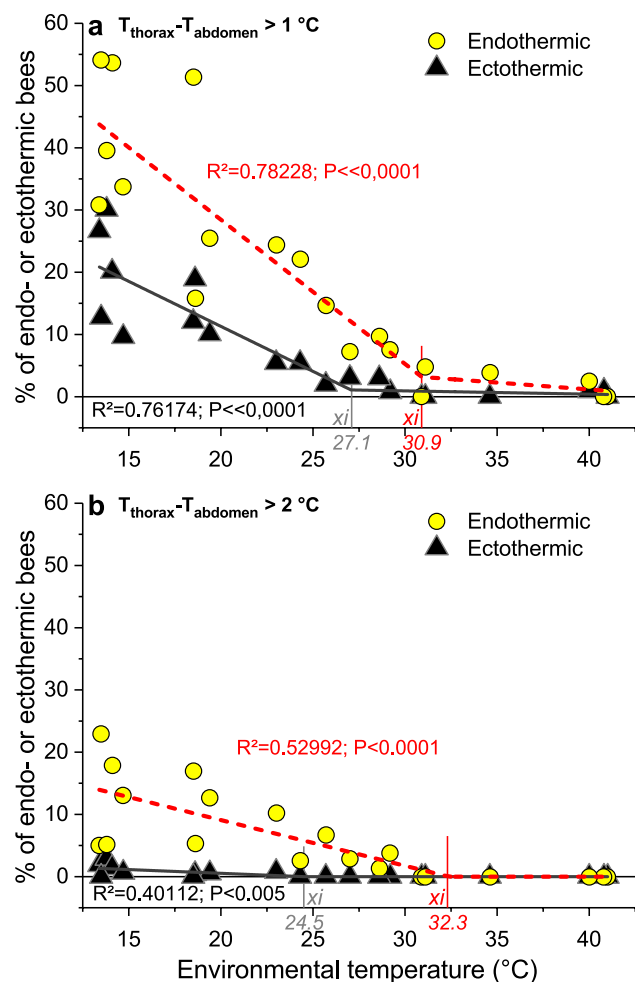 a T_thorax-T_abdomen > 1 °C
Endothermic
Ectothermic
60
50
40
30
20
10
0
% of endo- or ectothermic bees
R²=0.78228; P<<0,0001
R²=0.76174; P<<0,0001
xi
27.1
xi
30.9
15 20 25 30 35 40
b T_thorax-T_abdomen > 2 °C
Endothermic
Ectothermic
60
50
40
30
20
10
0
% of endo- or ectothermic bees
R²=0.52992; P<0.0001
R²=0.40112; P<0.005
xi
24.5
xi
32.3
15 20 25 30 35 40
Environmental temperature (°C)